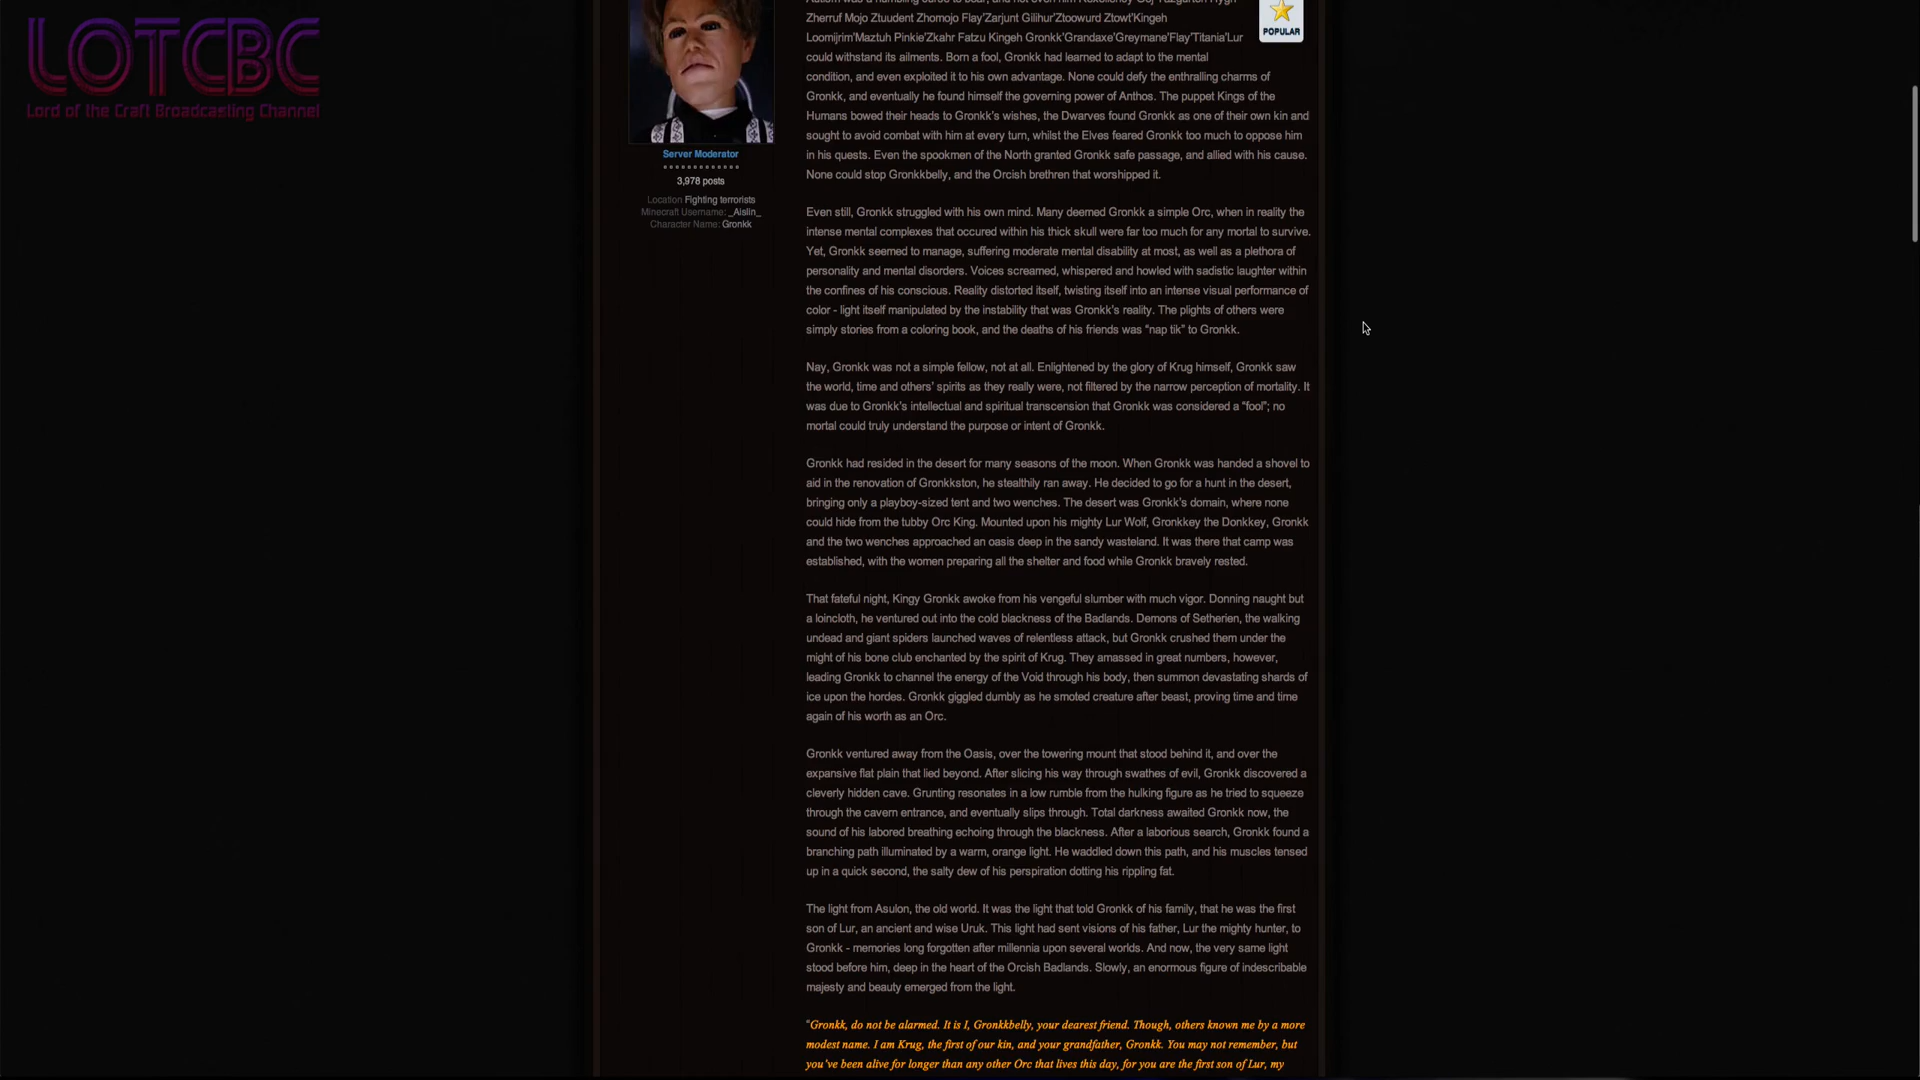 LOTCBC
Lord of the Craft Broadcasting Channel
Server Moderator
3,978 posts
Location Fighting terrorists
Minecraft Username: _Aislin_
Character Name: Gronkk
POPULAR
Zherruf Mojo Ztuudent Zhomojo Flay'Zarjunt Gilihur'Ztoowurd Ztowt'Kingeh
Loomijrim'Maztuh Pinkie'Zkahr Fatzu Kingeh Gronkk'Grandaxe'Greymane'Flay'Titania'Lur
could withstand its ailments. Born a fool, Gronkk had learned to adapt to the mental
condition, and even exploited it to his own advantage. None could defy the enthralling charms of
Gronkk, and eventually he found himself the governing power of Anthos. The puppet Kings of the
Humans bowed their heads to Gronkk's wishes, the Dwarves found Gronkk as one of their own kin and
sought to avoid combat with him at every turn, whilst the Elves feared Gronkk too much to oppose him
in his quests. Even the spookmen of the North granted Gronkk safe passage, and allied with his cause.
None could stop Gronkkbelly, and the Orcish brethren that worshipped it.
Even still, Gronkk struggled with his own mind. Many deemed Gronkk a simple Orc, when in reality the
intense mental complexes that occured within his thick skull were far too much for any mortal to survive.
Yet, Gronkk seemed to manage, suffering moderate mental disability at most, as well as a plethora of
personality and mental disorders. Voices screamed, whispered and howled with sadistic laughter within
the confines of his conscious. Reality distorted itself, twisting itself into an intense visual performance of
color - light itself manipulated by the instability that was Gronkk's reality. The plights of others were
simply stories from a coloring book, and the deaths of his friends was "nap tik" to Gronkk.
Nay, Gronkk was not a simple fellow, not at all. Enlightened by the glory of Krug himself, Gronkk saw
the world, time and others' spirits as they really were, not filtered by the narrow perception of mortality. It
was due to Gronkk's intellectual and spiritual transcension that Gronkk was considered a "fool"; no
mortal could truly understand the purpose or intent of Gronkk.
Gronkk had resided in the desert for many seasons of the moon. When Gronkk was handed a shovel to
aid in the renovation of Gronkkston, he stealthily ran away. He decided to go for a hunt in the desert,
bringing only a playboy-sized tent and two wenches. The desert was Gronkk's domain, where none
could hide from the tubby Orc King. Mounted upon his mighty Lur Wolf, Gronkkey the Donkkey, Gronkk
and the two wenches approached an oasis deep in the sandy wasteland. It was there that camp was
established, with the women preparing all the shelter and food while Gronkk bravely rested.
That fateful night, Kingy Gronkk awoke from his vengeful slumber with much vigor. Donning naught but
a loincloth, he ventured out into the cold blackness of the Badlands. Demons of Setherien, the walking
undead and giant spiders launched waves of relentless attack, but Gronkk crushed them under the
might of his bone club enchanted by the spirit of Krug. They amassed in great numbers, however,
leading Gronkk to channel the energy of the Void through his body, then summon devastating shards of
ice upon the hordes. Gronkk giggled dumbly as he smoted creature after beast, proving time and time
again of his worth as an Orc.
Gronkk ventured away from the Oasis, over the towering mount that stood behind it, and over the
expansive flat plain that lied beyond. After slicing his way through swathes of evil, Gronkk discovered a
cleverly hidden cave. Grunting resonates in a low rumble from the hulking figure as he tried to squeeze
through the cavern entrance, and eventually slips through. Total darkness awaited Gronkk now, the
sound of his labored breathing echoing through the blackness. After a laborious search, Gronkk found a
branching path illuminated by a warm, orange light. He waddled down this path, and his muscles tensed
up in a quick second, the salty dew of his perspiration dotting his rippling fat.
The light from Asulon, the old world. It was the light that told Gronkk of his family, that he was the first
son of Lur, an ancient and wise Uruk. This light had sent visions of his father, Lur the mighty hunter, to
Gronkk - memories long forgotten after millennia upon several worlds. And now, the very same light
stood before him, deep in the heart of the Orcish Badlands. Slowly, an enormous figure of indescribable
majesty and beauty emerged from the light.
"Gronkk, do not be alarmed. It is I, Gronkkbelly, your dearest friend. Though, others known me by a more
modest name. I am Krug, the first of our kin, and your grandfather, Gronkk. You may not remember, but
you've been alive for longer than any other Orc that lives this day, for you are the first son of Lur, my